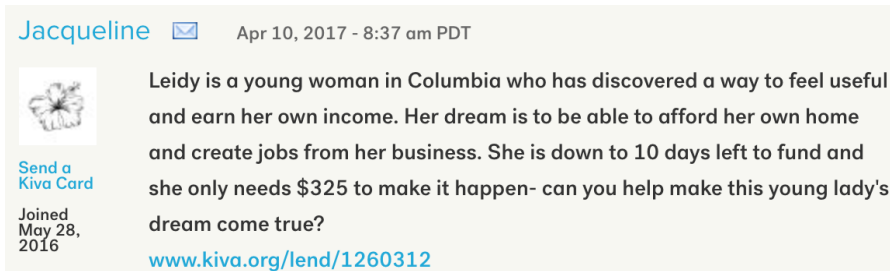 Jacqueline
Apr 10, 2017 - 8:37 am PDT
Send a
Kiva Card
Joined
May 28,
2016
Leidy is a young woman in Columbia who has discovered a way to feel useful
and earn her own income. Her dream is to be able to afford her own home
and create jobs from her business. She is down to 10 days left to fund and
she only needs $325 to make it happen- can you help make this young lady's
dream come true?
www.kiva.org/lend/1260312